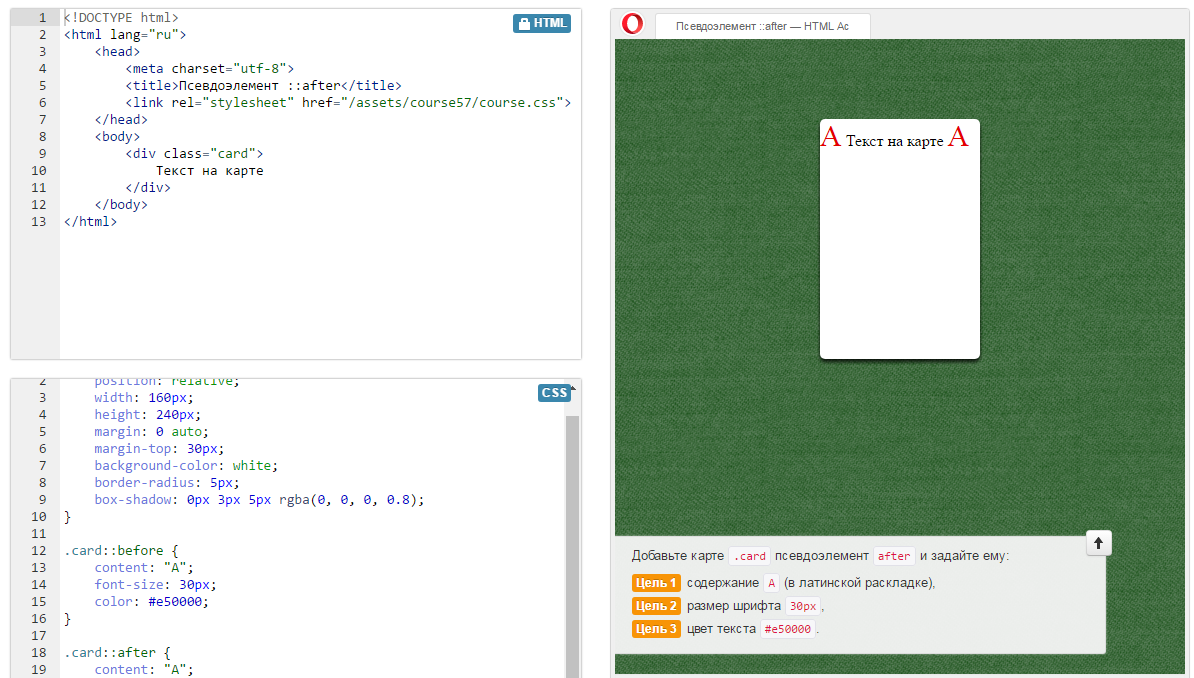 1 <!DOCTYPE html>
2 <html lang="ru">
3 <head>
4 <meta charset="utf-8">
5 <title>Псевдоэлемент ::after</title>
6 <link rel="stylesheet" href="/assets/course57/course.css">
7 </head>
8 <body>
9 <div class="card">
10 Текст на карте
11 </div>
12 </body>
13 </html>
HTML
2 position: relative;
3 width: 160px;
4 height: 240px;
5 margin: 0 auto;
6 margin-top: 30px;
7 background-color: white;
8 border-radius: 5px;
9 box-shadow: 0px 3px 5px rgba(0, 0, 0, 0.8);
10 }
11
12 .card::before {
13 content: "A";
14 font-size: 30px;
15 color: #e50000;
16 }
17
18 .card::after {
19 content: "A";
CSS
Псевдоэлемент ::after — HTML Ac
A Текст на карте A
Добавьте карте .card псевдоэлемент after и задайте ему:
Цель 1 содержание A (в латинской раскладке),
Цель 2 размер шрифта 30px,
Цель 3 цвет текста #e50000.